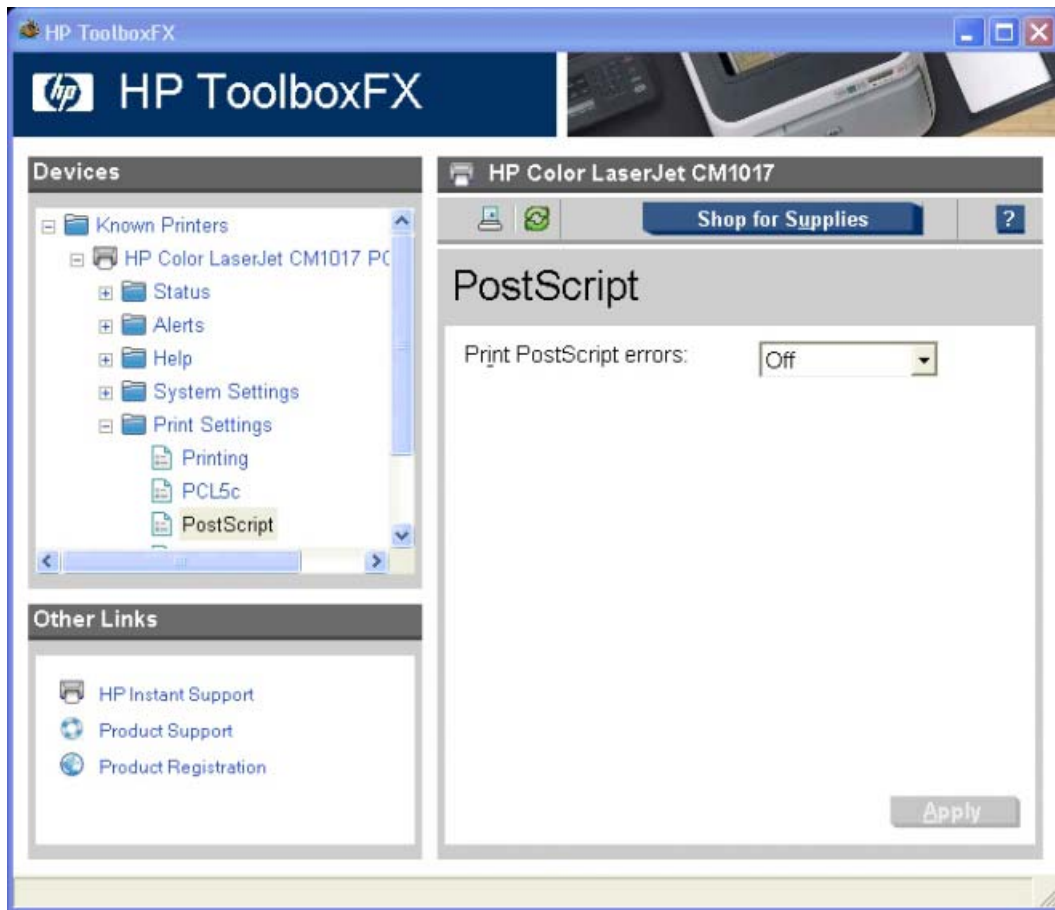 HP ToolboxFX
hp HP ToolboxFX
Devices
Known Printers
HP Color LaserJet CM1017 PC
Status
Alerts
Help
System Settings
Print Settings
Printing
PCL5c
PostScript
Other Links
HP Instant Support
Product Support
Product Registration
HP Color LaserJet CM1017
Shop for Supplies ?
PostScript
Print PostScript errors: Off
Apply